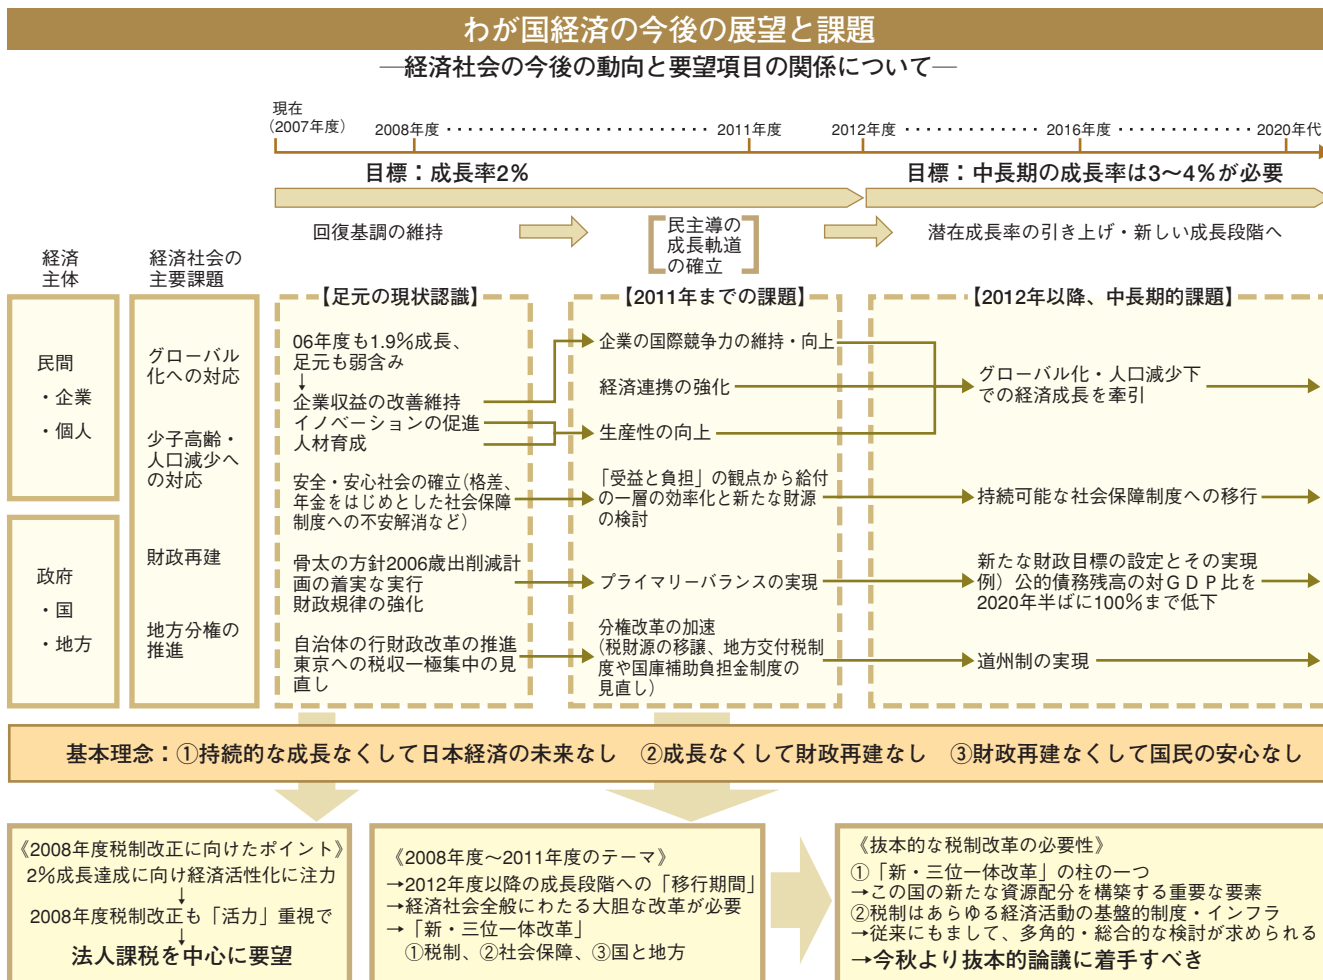 わが国経済の今後の展望と課題
―経済社会の今後の動向と要望項目の関係について―
現在
(2007年度)
2008年度
2011年度
2012年度
2016年度
2020年代
目標：成長率2％
目標：中長期の成長率は3～4％が必要
回復基調の維持
民主導の
成長軌道
の確立
潜在成長率の引き上げ・新しい成長段階へ
経済
主体
経済社会の
主要課題
民間
・企業
・個人
政府
・国
・地方
グローバル
化への対応
少子高齢・
人口減少へ
の対応
財政再建
地方分権の
推進
【足元の現状認識】
06年度も1.9％成長、
足元も弱含み
↓
企業収益の改善維持
イノベーションの促進
人材育成
安全・安心社会の確立(格差、
年金をはじめとした社会保障
制度への不安解消など)
骨太の方針2006歳出削減計
画の着実な実行
財政規律の強化
自治体の行財政改革の推進
東京への税収一極集中の見
直し
【2011年までの課題】
企業の国際競争力の維持・向上
経済連携の強化
生産性の向上
「受益と負担」の観点から給付
の一層の効率化と新たな財源
の検討
プライマリーバランスの実現
分権改革の加速
(税財源の移譲、地方交付税制
度や国庫補助負担金制度の
見直し)
【2012年以降、中長期的課題】
グローバル化・人口減少下
での経済成長を牽引
持続可能な社会保障制度への移行
新たな財政目標の設定とその実現
例）公的債務残高の対ＧＤＰ比を
2020年半ばに100％まで低下
道州制の実現
基本理念：①持続的な成長なくして日本経済の未来なし　②成長なくして財政再建なし　③財政再建なくして国民の安心なし
《2008年度税制改正に向けたポイント》
2％成長達成に向け経済活性化に注力
↓
2008年度税制改正も「活力」重視で
↓
法人課税を中心に要望
《2008年度～2011年度のテーマ》
→2012年度以降の成長段階への「移行期間」
→経済社会全般にわたる大胆な改革が必要
→「新・三位一体改革」
①税制、②社会保障、③国と地方
《抜本的な税制改革の必要性》
①「新・三位一体改革」の柱の一つ
→この国の新たな資源配分を構築する重要な要素
②税制はあらゆる経済活動の基盤的制度・インフラ
→従来にもまして、多角的・総合的な検討が求められる
→今秋より抜本的論議に着手すべき